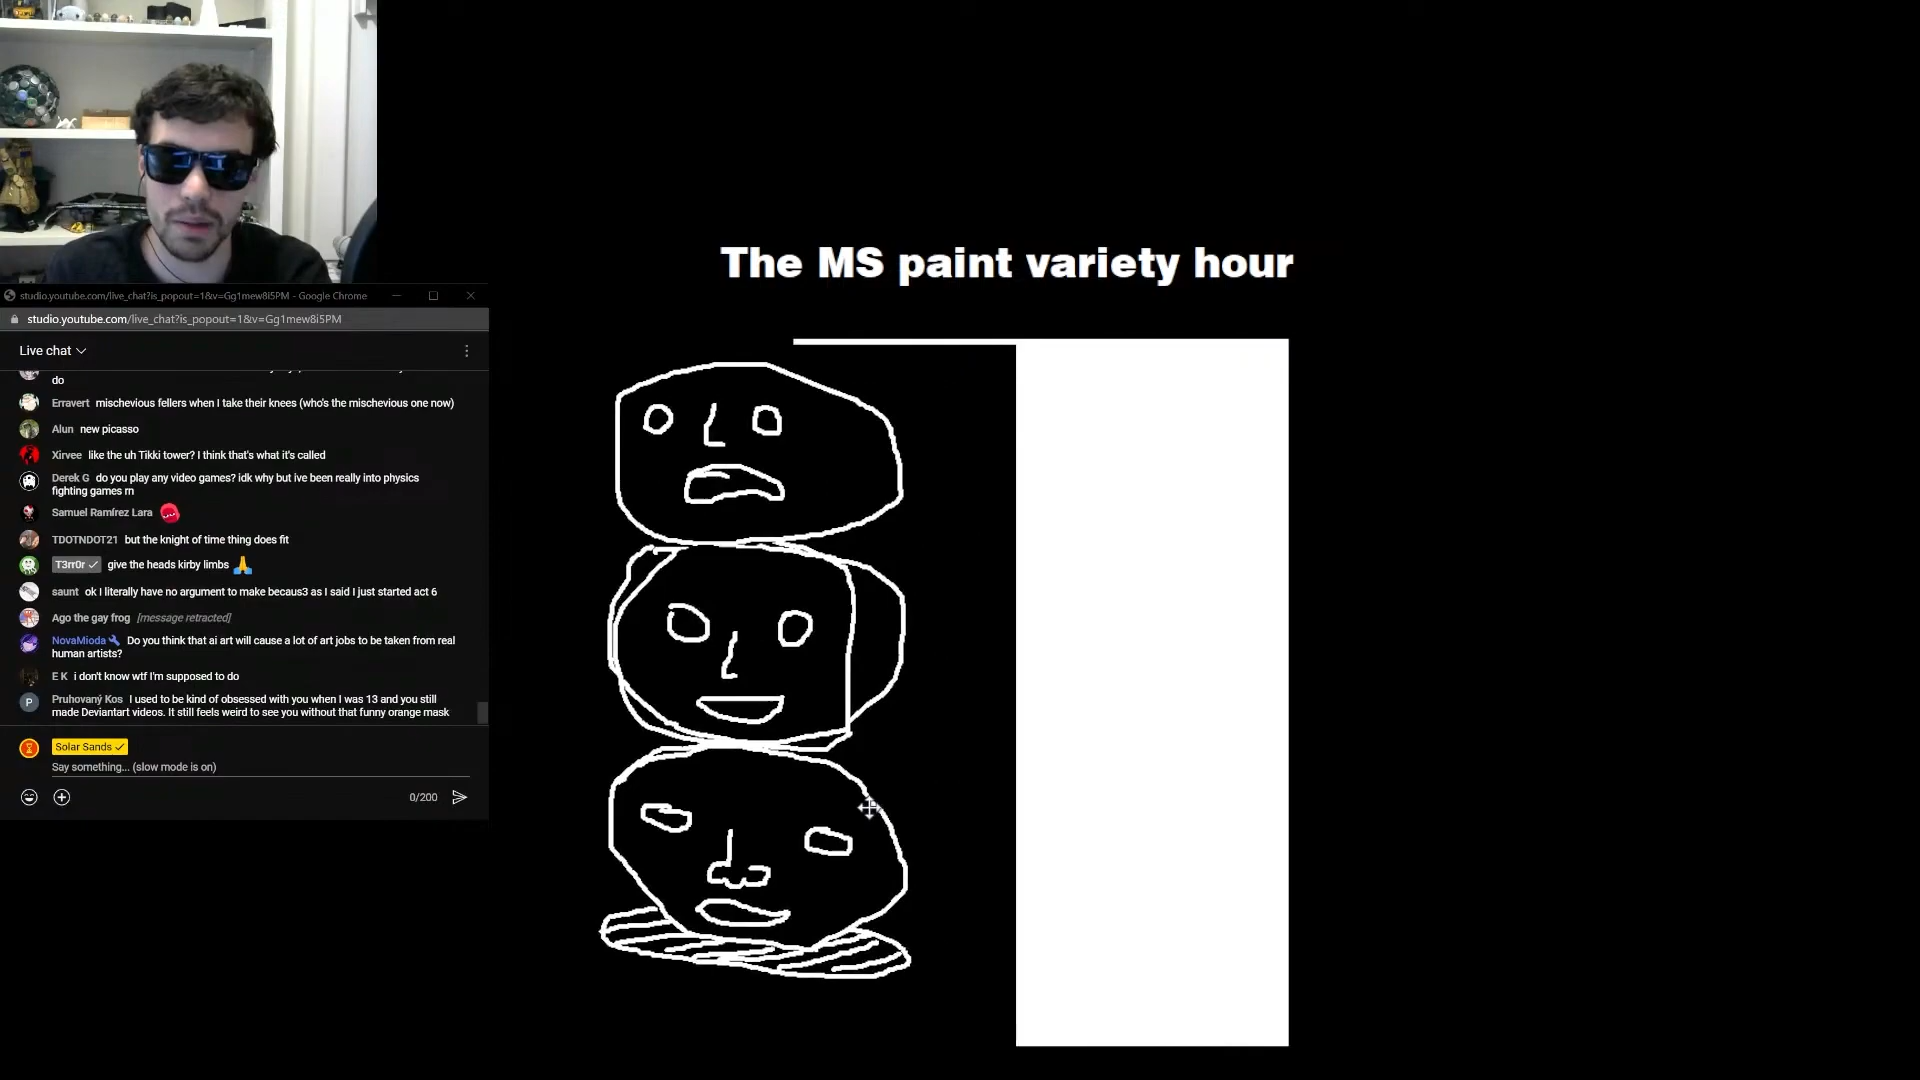 The MS paint variety hour
studio.youtube.com/live_chat?is_popout=1&v=Gg1mew8i5PM - Google Chrome
studio.youtube.com/live_chat?is_popout=1&v=Gg1mew8i5PM
Live chat
do
Erravert mischevious fellers when I take their knees (who's the mischevious one now)
Alun new picasso
Xirvee like the uh Tikki tower? I think that's what it's called
Derek G do you play any video games? idk why but ive been really into physics
fighting games rn
Samuel Ramírez Lara
TDOTNDOT21 but the knight of time thing does fit
T3rr0r give the heads kirby limbs
saunt ok I literally have no argument to make becaus3 as I said I just started act 6
Ago the gay frog [message retracted]
NovaMioda Do you think that ai art will cause a lot of art jobs to be taken from real
human artists?
E K i don't know wtf I'm supposed to do
P Pruhovaný Kos I used to be kind of obsessed with you when I was 13 and you still
made Deviantart videos. It still feels weird to see you without that funny orange mask
Solar Sands
Say something... (slow mode is on)
0/200